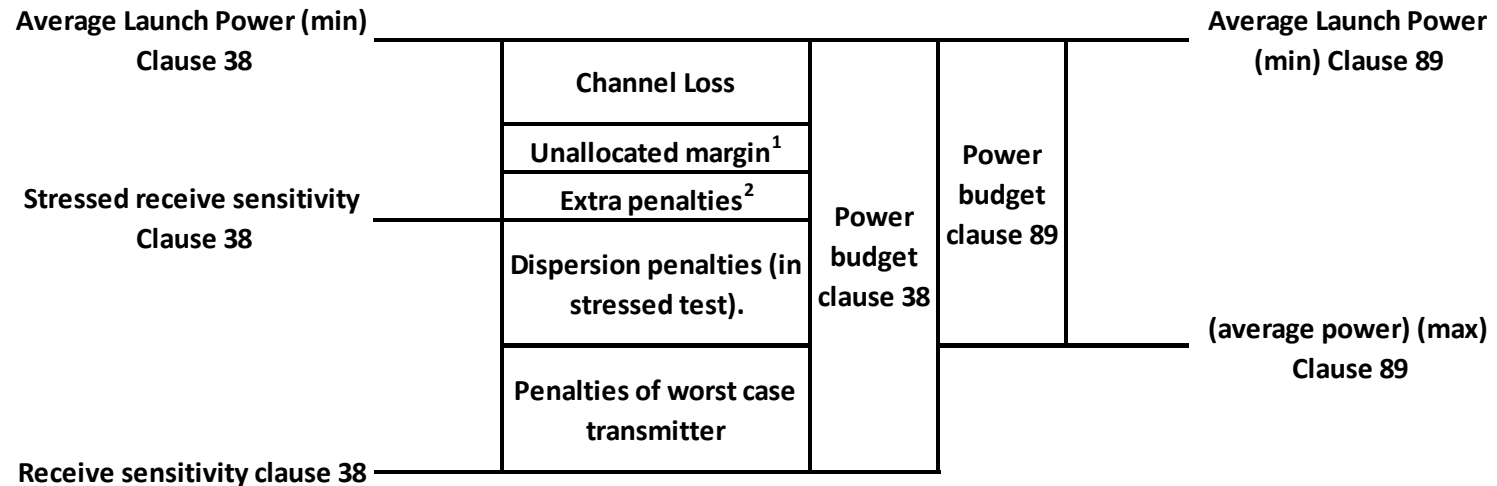 Average Launch Power (min)
Clause 38
Average Launch Power
(min) Clause 89
Channel Loss
Unallocated margin1
Extra penalties2
Stressed receive sensitivity
Clause 38
Dispersion penalties (in
stressed test).
Penalties of worst case
transmitter
Power
budget
clause 38
Power
budget
clause 89
(average power) (max)
Clause 89
Receive sensitivity clause 38